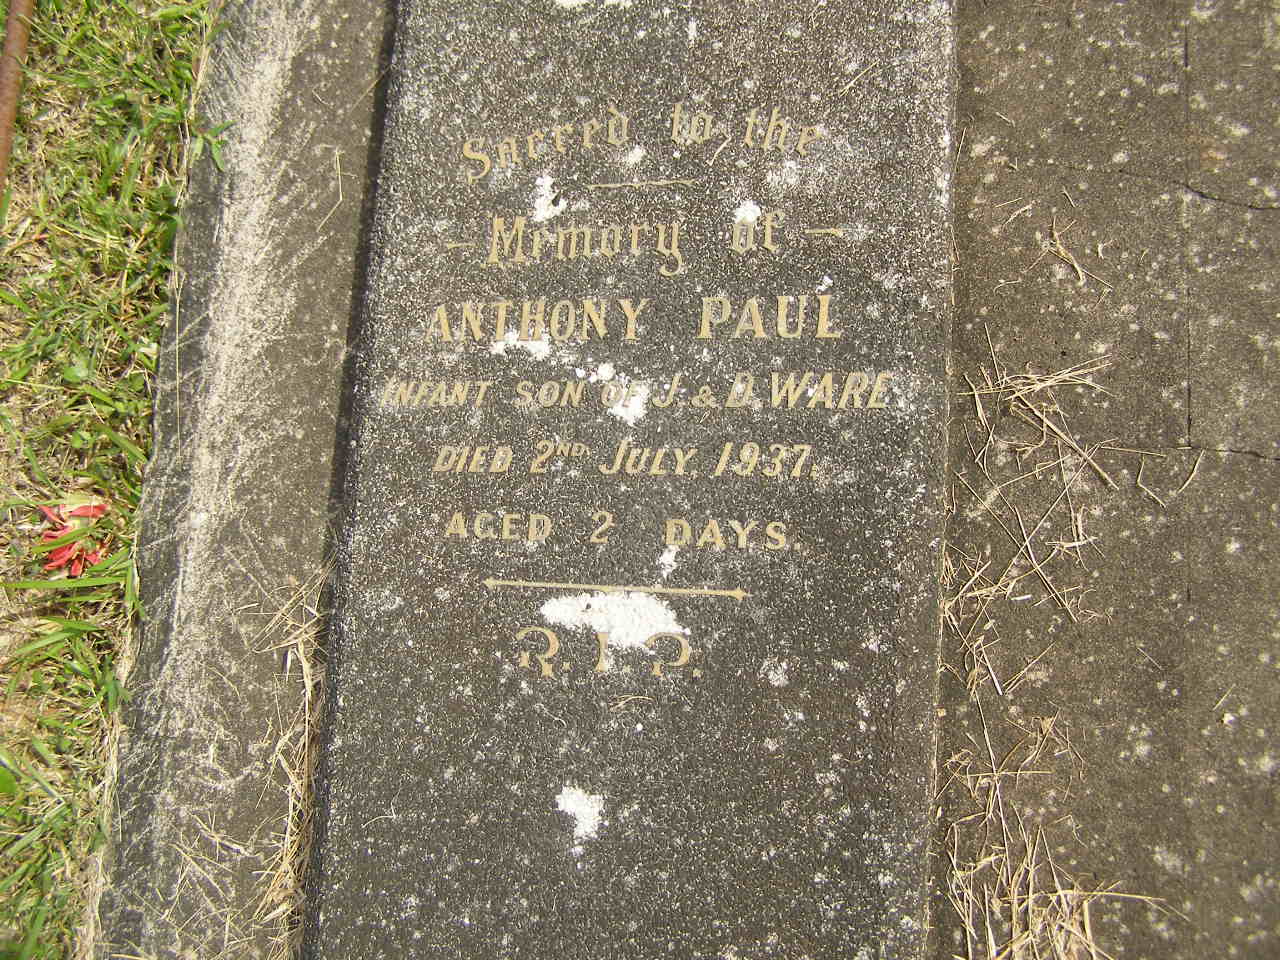 Sacred to the
Memory of
ANTHONY PAUL
INFANT SON OF J. & D. WARE
DIED 2ND. JULY 1937.
AGED 2 DAYS.
R. I. P.